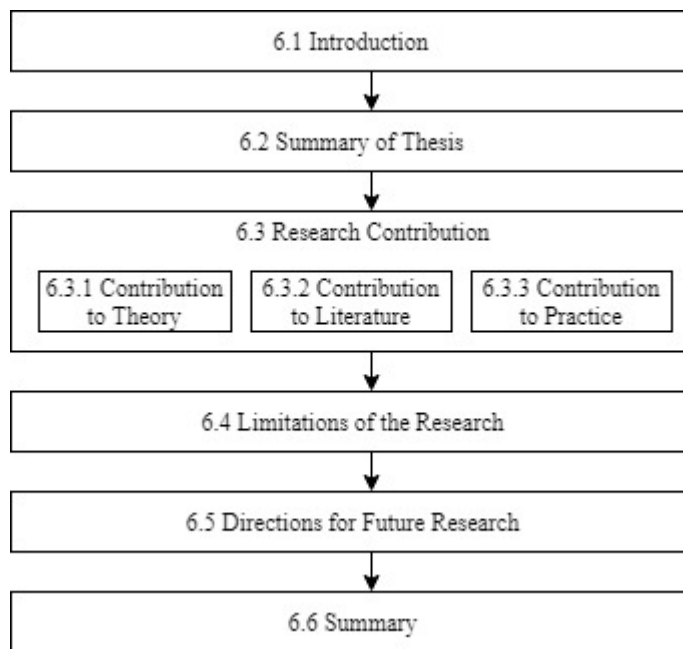 6.1 Introduction
6.2 Summary of Thesis
6.3 Research Contribution
6.3.1 Contribution
to Theory
6.3.2 Contribution
to Literature
6.3.3 Contribution
to Practice
6.4 Limitations of the Research
6.5 Directions for Future Research
6.6 Summary